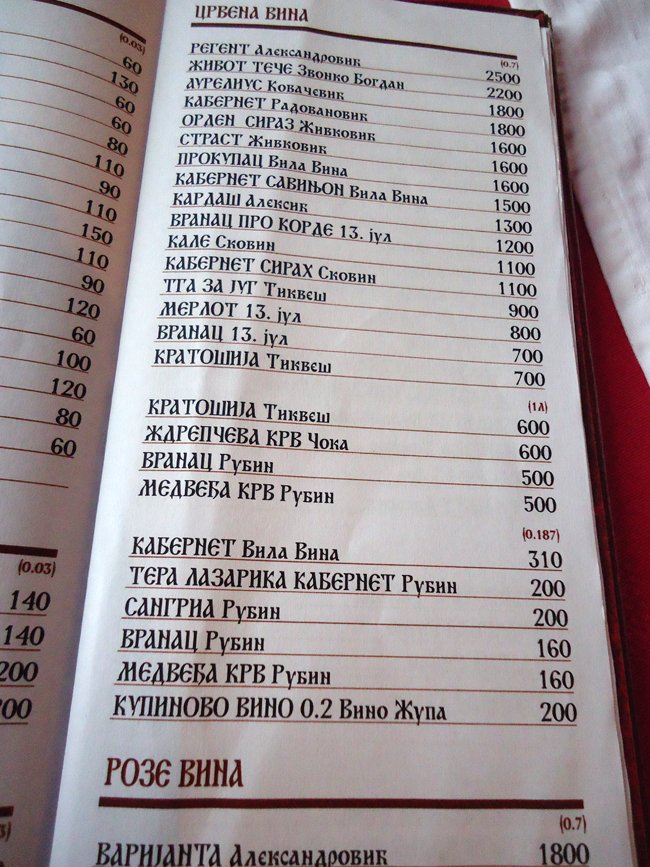 (0.03)
60
130
60
60
80
110
90
110
150
110
90
120
60
100
120
80
60
(0.03)
140
140
200
ЦРВЕНА ВИНА
(0.7)
РЕГЕНТ Александровић 2500
ЖИВОТ ТЕЧЕ Звонко Богдан 2200
АУРЕЛИУС Ковачевић 1800
КАБЕРНЕТ Радовановић 1800
ОРДЕН СИРАЗ Живковић 1600
СТРАСТ Живковић 1600
ПРОКУПАЦ Вила Вина 1600
КАБЕРНЕТ САВИЊОН Вила Вина 1500
КАРДАШ Алексић 1300
ВРАНАЦ ПРО КОРДЕ 13. јул 1200
КАЛЕ Сковин 1100
КАБЕРНЕТ СИРАХ Сковин 1100
ТГА ЗА ЈУГ Тиквеш 900
МЕРЛОТ 13. јул 800
ВРАНАЦ 13. јул 700
КРАТОШИЈА Тиквеш 700
(1л)
КРАТОШИЈА Тиквеш 600
ЖДРЕПЧЕВА КРВ Чока 600
ВРАНАЦ Рубин 500
МЕДВЕЂА КРВ Рубин 500
(0.187)
КАБЕРНЕТ Вила Вина 310
ТЕРА ЛАЗАРИКА КАБЕРНЕТ Рубин 200
САНГРИА Рубин 200
ВРАНАЦ Рубин 160
МЕДВЕЂА КРВ Рубин 160
КУПИНОВО ВИНО 0.2 Вино Жупа 200
РОЗЕ ВИНА
(0.7)
ВАРИЈАНТА Александровић 1800